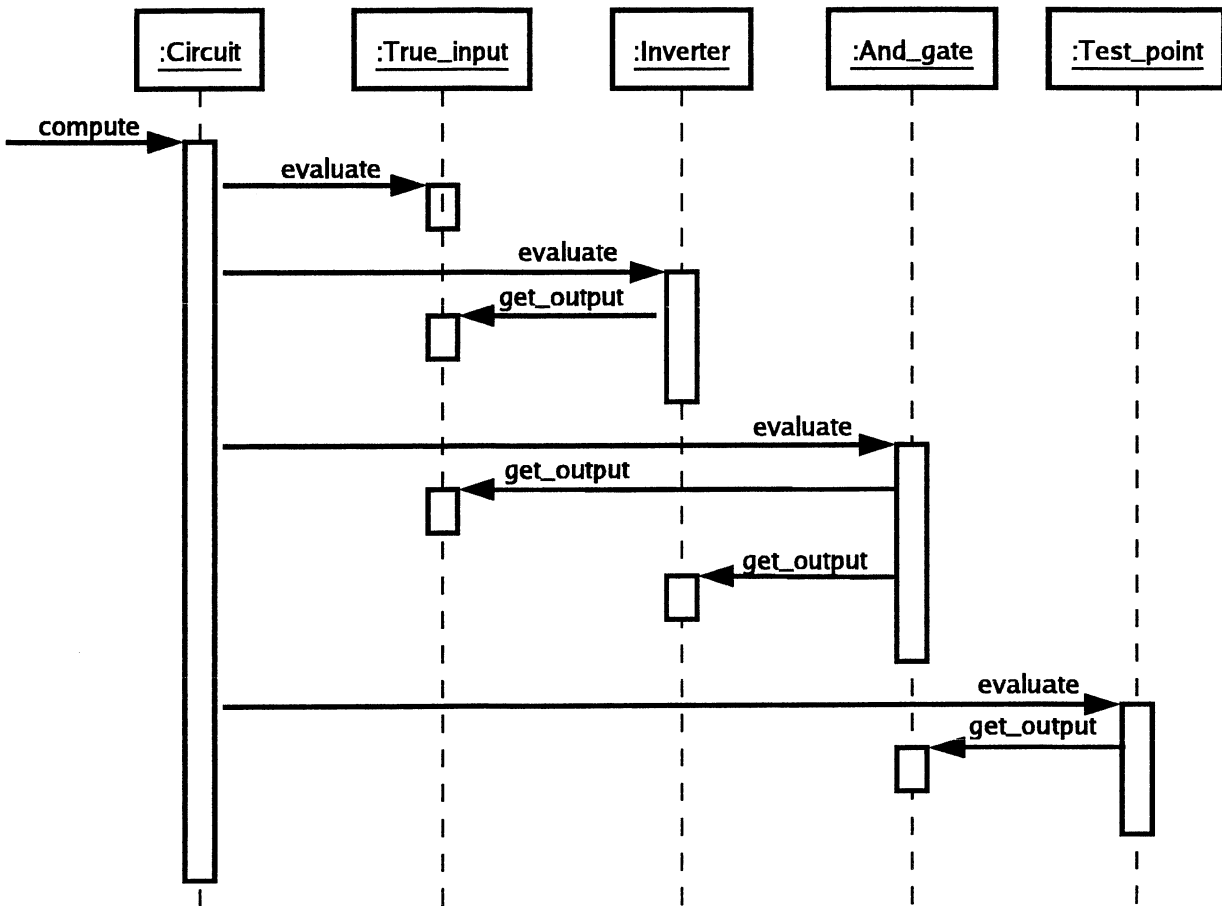 :Circuit
:True_input
:Inverter
:And_gate
:Test_point
compute
evaluate
evaluate
get_output
evaluate
get_output
get_output
evaluate
get_output